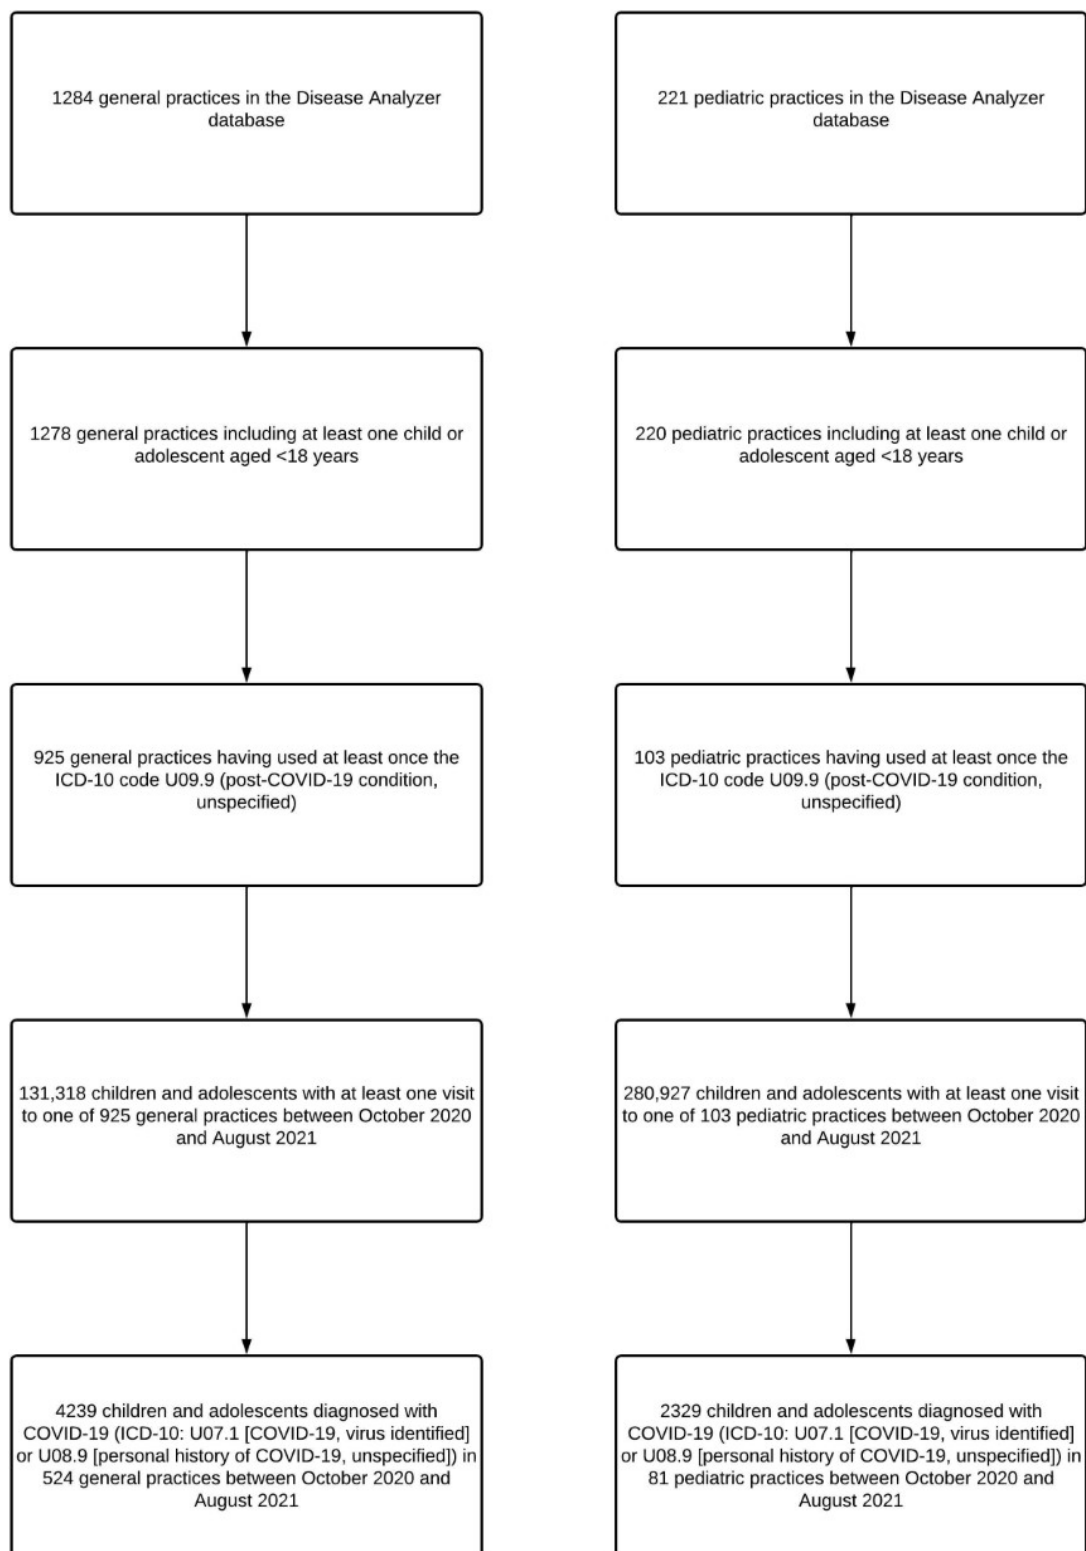 1284 general practices in the Disease Analyzer
database
221 pediatric practices in the Disease Analyzer
database
1278 general practices including at least one child or
adolescent aged <18 years
220 pediatric practices including at least one child or
adolescent aged <18 years
925 general practices having used at least once the
ICD-10 code U09.9 (post-COVID-19 condition,
unspecified)
103 pediatric practices having used at least once the
ICD-10 code U09.9 (post-COVID-19 condition,
unspecified)
131,318 children and adolescents with at least one visit
to one of 925 general practices between October 2020
and August 2021
280,927 children and adolescents with at least one visit
to one of 103 pediatric practices between October 2020
and August 2021
4239 children and adolescents diagnosed with
COVID-19 (ICD-10: U07.1 [COVID-19, virus identified]
or U08.9 [personal history of COVID-19, unspecified]) in
524 general practices between October 2020 and
August 2021
2329 children and adolescents diagnosed with
COVID-19 (ICD-10: U07.1 [COVID-19, virus identified]
or U08.9 [personal history of COVID-19, unspecified]) in
81 pediatric practices between October 2020 and
August 2021